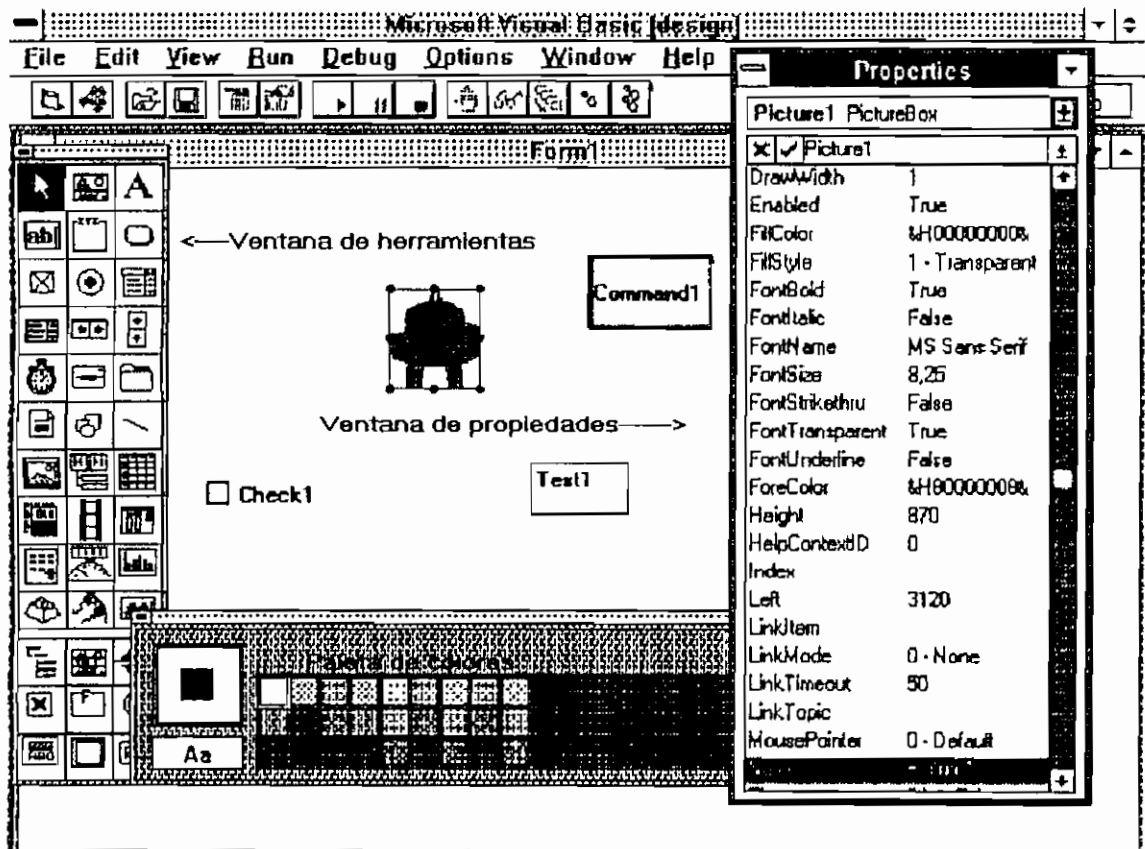 Microsoft Visual Basic [design]
File Edit View Run Debug Options Window Help
Properties
Picture1 PictureBox
Picture1
Form1
DrawWidth 1
Enabled True
FillColor &H00000000&
FillStyle 1 - Transparent
FontBold True
FontItalic False
FontName MS Sans Serif
FontSize 8,25
FontStrikethru False
FontTransparent True
FontUnderline False
ForeColor &H80000008&
Height 870
HelpContextID 0
Index
Left 3120
LinkItem
LinkMode 0 - None
LinkTimeout 50
LinkTopic
MousePointer 0 - Default
A
ab
XYZ
<——Ventana de herramientas
Command1
Ventana de propiedades——>
Check1
Text1
Paleta de colores
F
Aa